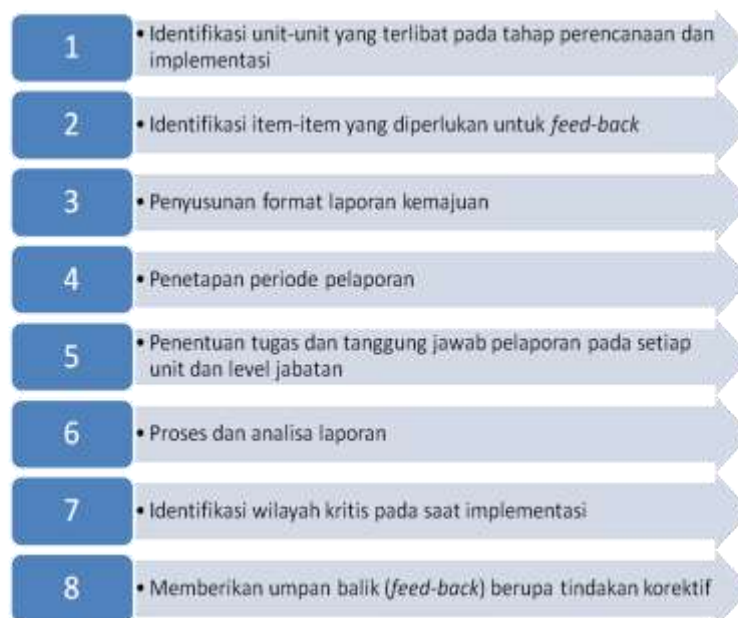 1
• Identifikasi unit-unit yang terlibat pada tahap perencanaan dan
implementasi
2
• Identifikasi item-item yang diperlukan untuk feed-back
3
• Penyusunan format laporan kemajuan
4
• Penetapan periode pelaporan
5
• Penentuan tugas dan tanggung jawab pelaporan pada setiap
unit dan level jabatan
6
• Proses dan analisa laporan
7
• Identifikasi wilayah kritis pada saat implementasi
8
• Memberikan umpan balik (feed-back) berupa tindakan korektif